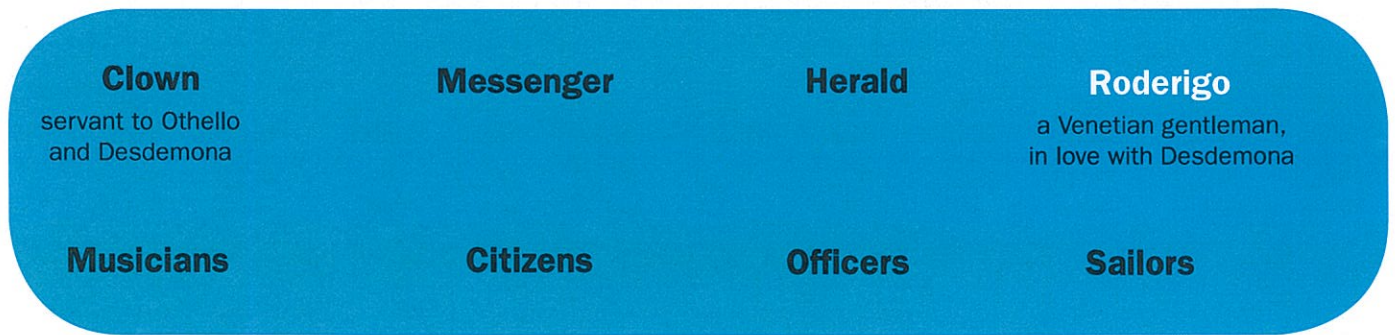 Clown
servant to Othello
and Desdemona
Messenger
Herald
Roderigo
a Venetian gentleman,
in love with Desdemona
Musicians
Citizens
Officers
Sailors